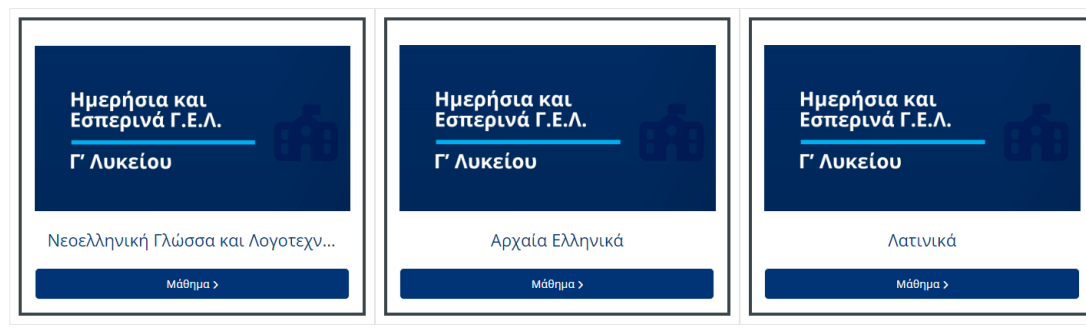 Ημερήσια και
Εσπερινά Γ.Ε.Λ.
Γ’ Λυκείου
Νεοελληνική Γλώσσα και Λογοτεχν...
Μάθημα >
Ημερήσια και
Εσπερινά Γ.Ε.Λ.
Γ’ Λυκείου
Αρχαία Ελληνικά
Μάθημα >
Ημερήσια και
Εσπερινά Γ.Ε.Λ.
Γ’ Λυκείου
Λατινικά
Μάθημα >